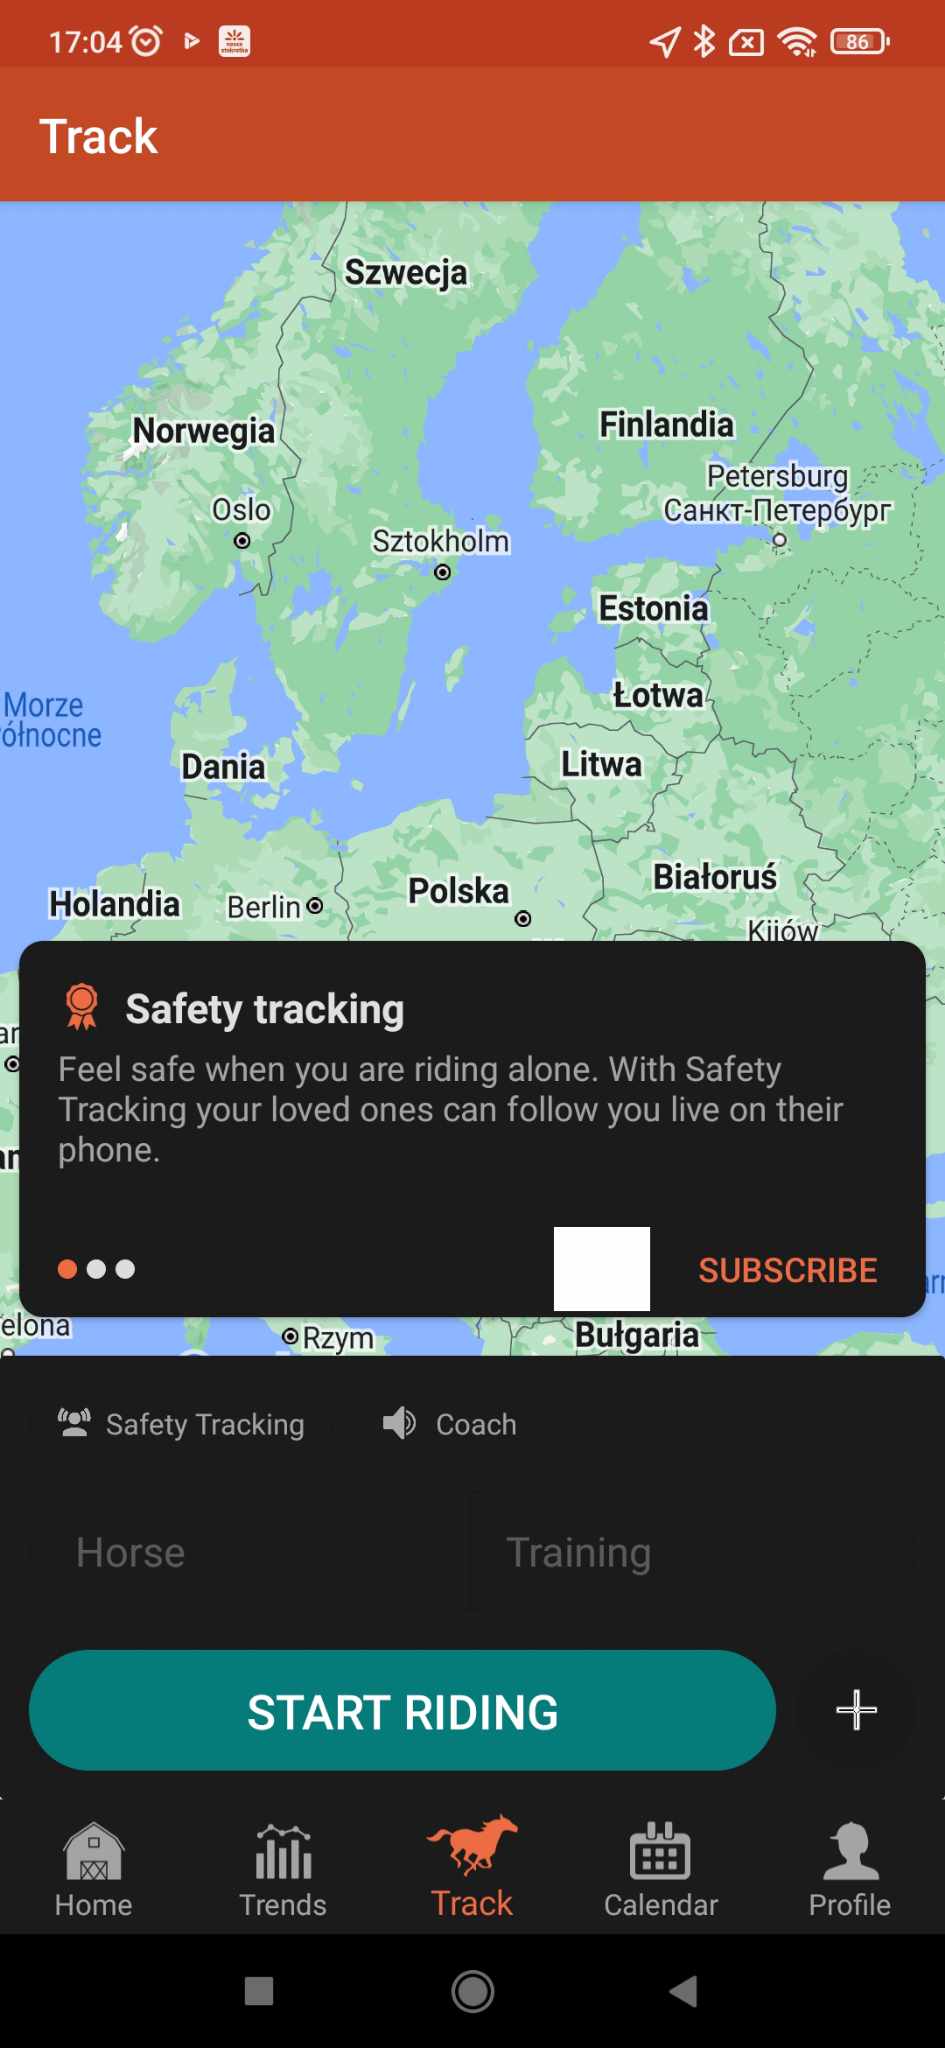 17:04
86
Track
Szwecja
Norwegia
Finlandia
Petersburg
Санкт-Петербург
Oslo
Sztokholm
Estonia
Łotwa
Morze
Dania
Litwa
Holandia
Berlin
Polska
Białoruś
Kijów
Safety tracking
Feel safe when you are riding alone. With Safety
Tracking your loved ones can follow you live on their
phone.
SUBSCRIBE
elona
Rzym
Bułgaria
Safety Tracking
Coach
Horse
Training
START RIDING
Home
Trends
Track
Calendar
Profile